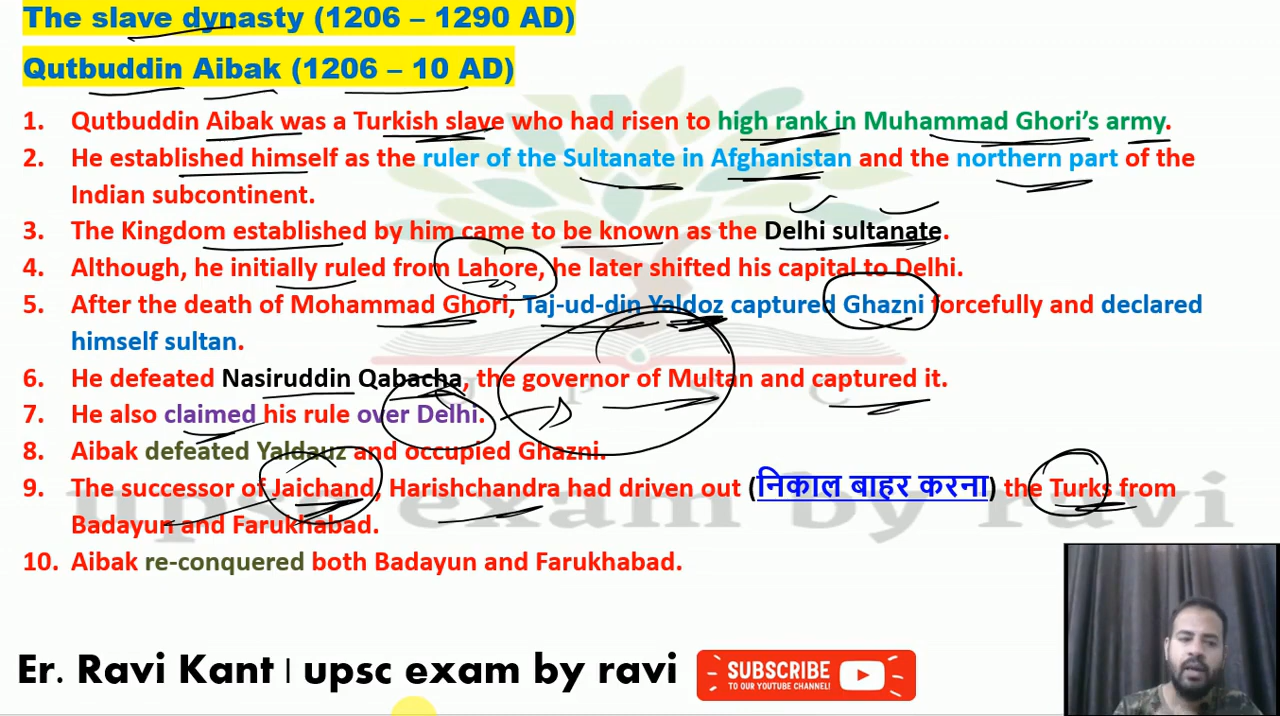 The slave dynasty (1206 – 1290 AD)
Qutbuddin Aibak (1206 – 10 AD)
1. Qutbuddin Aibak was a Turkish slave who had risen to high rank in Muhammad Ghori's army.
2. He established himself as the ruler of the Sultanate in Afghanistan and the northern part of the
Indian subcontinent.
3. The Kingdom established by him came to be known as the Delhi sultanate.
4. Although, he initially ruled from Lahore, he later shifted his capital to Delhi.
5. After the death of Mohammad Ghori, Taj-ud-din Yaldoz captured Ghazni forcefully and declared
himself sultan.
6. He defeated Nasiruddin Qabacha, the governor of Multan and captured it.
7. He also claimed his rule over Delhi.
8. Aibak defeated Yaldauz and occupied Ghazni.
9. The successor of Jaichand, Harishchandra had driven out (निकाल बाहर करना) the Turks from
Badayun and Farukhabad.
10. Aibak re-conquered both Badayun and Farukhabad.
U P S C
upsc exam by ravi
Er. Ravi Kant | upsc exam by ravi
SUBSCRIBE
TO OUR YOUTUBE CHANNEL!